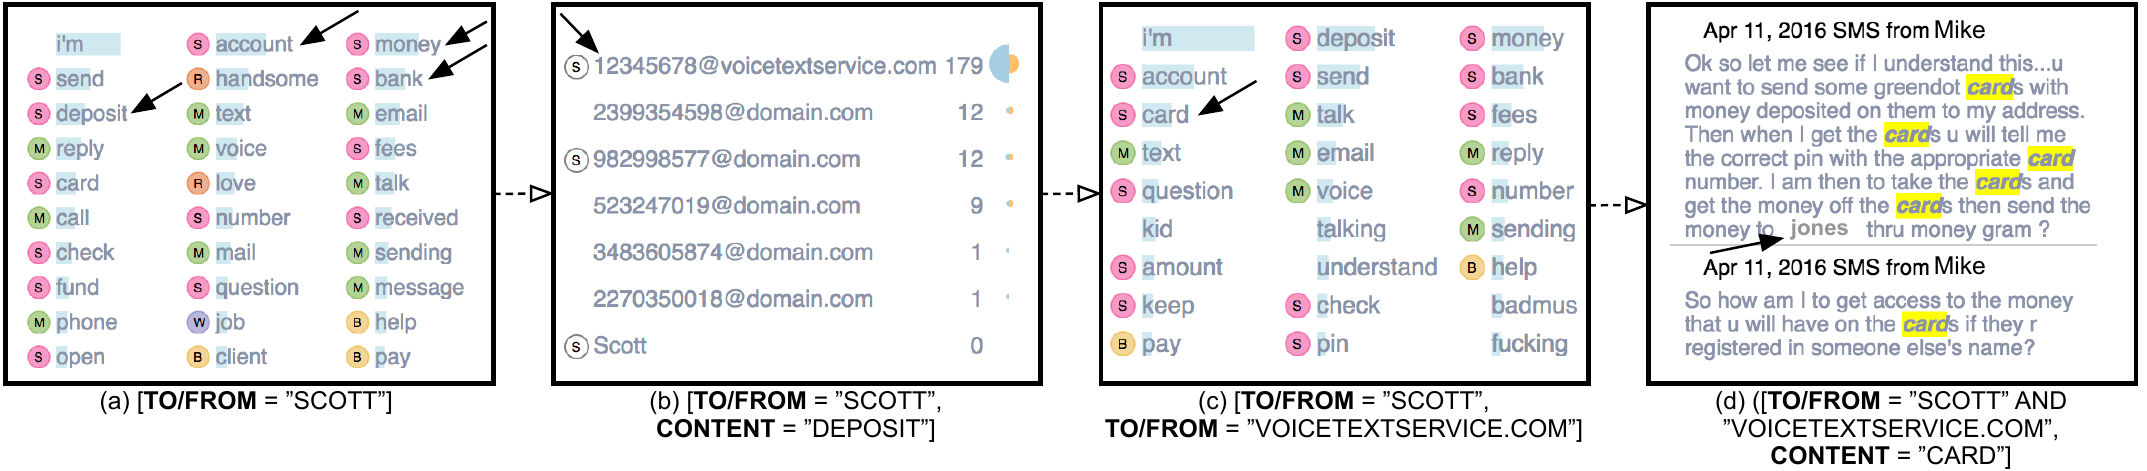 i'm S account S money
S send R handsome S bank
S deposit M text M email
M reply M voice S fees
S card R love M talk
M call S number S received
S check M mail M sending
S fund S question M message
M phone W job B help
S open B client B pay
(a) [TO/FROM = ”SCOTT”]
S 12345678@voicetextservice.com 179
2399354598@domain.com 12
S 982998577@domain.com 12
523247019@domain.com 9
3483605874@domain.com 1
2270350018@domain.com 1
S Scott 0
(b) [TO/FROM = ”SCOTT”,
CONTENT = ”DEPOSIT”]
i'm S deposit S money
S account S send S bank
S card M talk S fees
M text M email M reply
S question M voice S number
kid talking M sending
S amount understand B help
S keep S check badmus
B pay S pin fucking
(c) [TO/FROM = ”SCOTT”,
TO/FROM = ”VOICETEXTSERVICE.COM”]
Apr 11, 2016 SMS from Mike
Ok so let me see if I understand this...u
want to send some greendot cards with
money deposited on them to my address.
Then when I get the cards u will tell me
the correct pin with the appropriate card
number. I am then to take the cards and
get the money off the cards then send the
money to jones thru money gram ?
Apr 11, 2016 SMS from Mike
So how am I to get access to the money
that u will have on the cards if they r
registered in someone else's name?
(d) ([TO/FROM = ”SCOTT” AND
”VOICETEXTSERVICE.COM”,
CONTENT = ”CARD”]